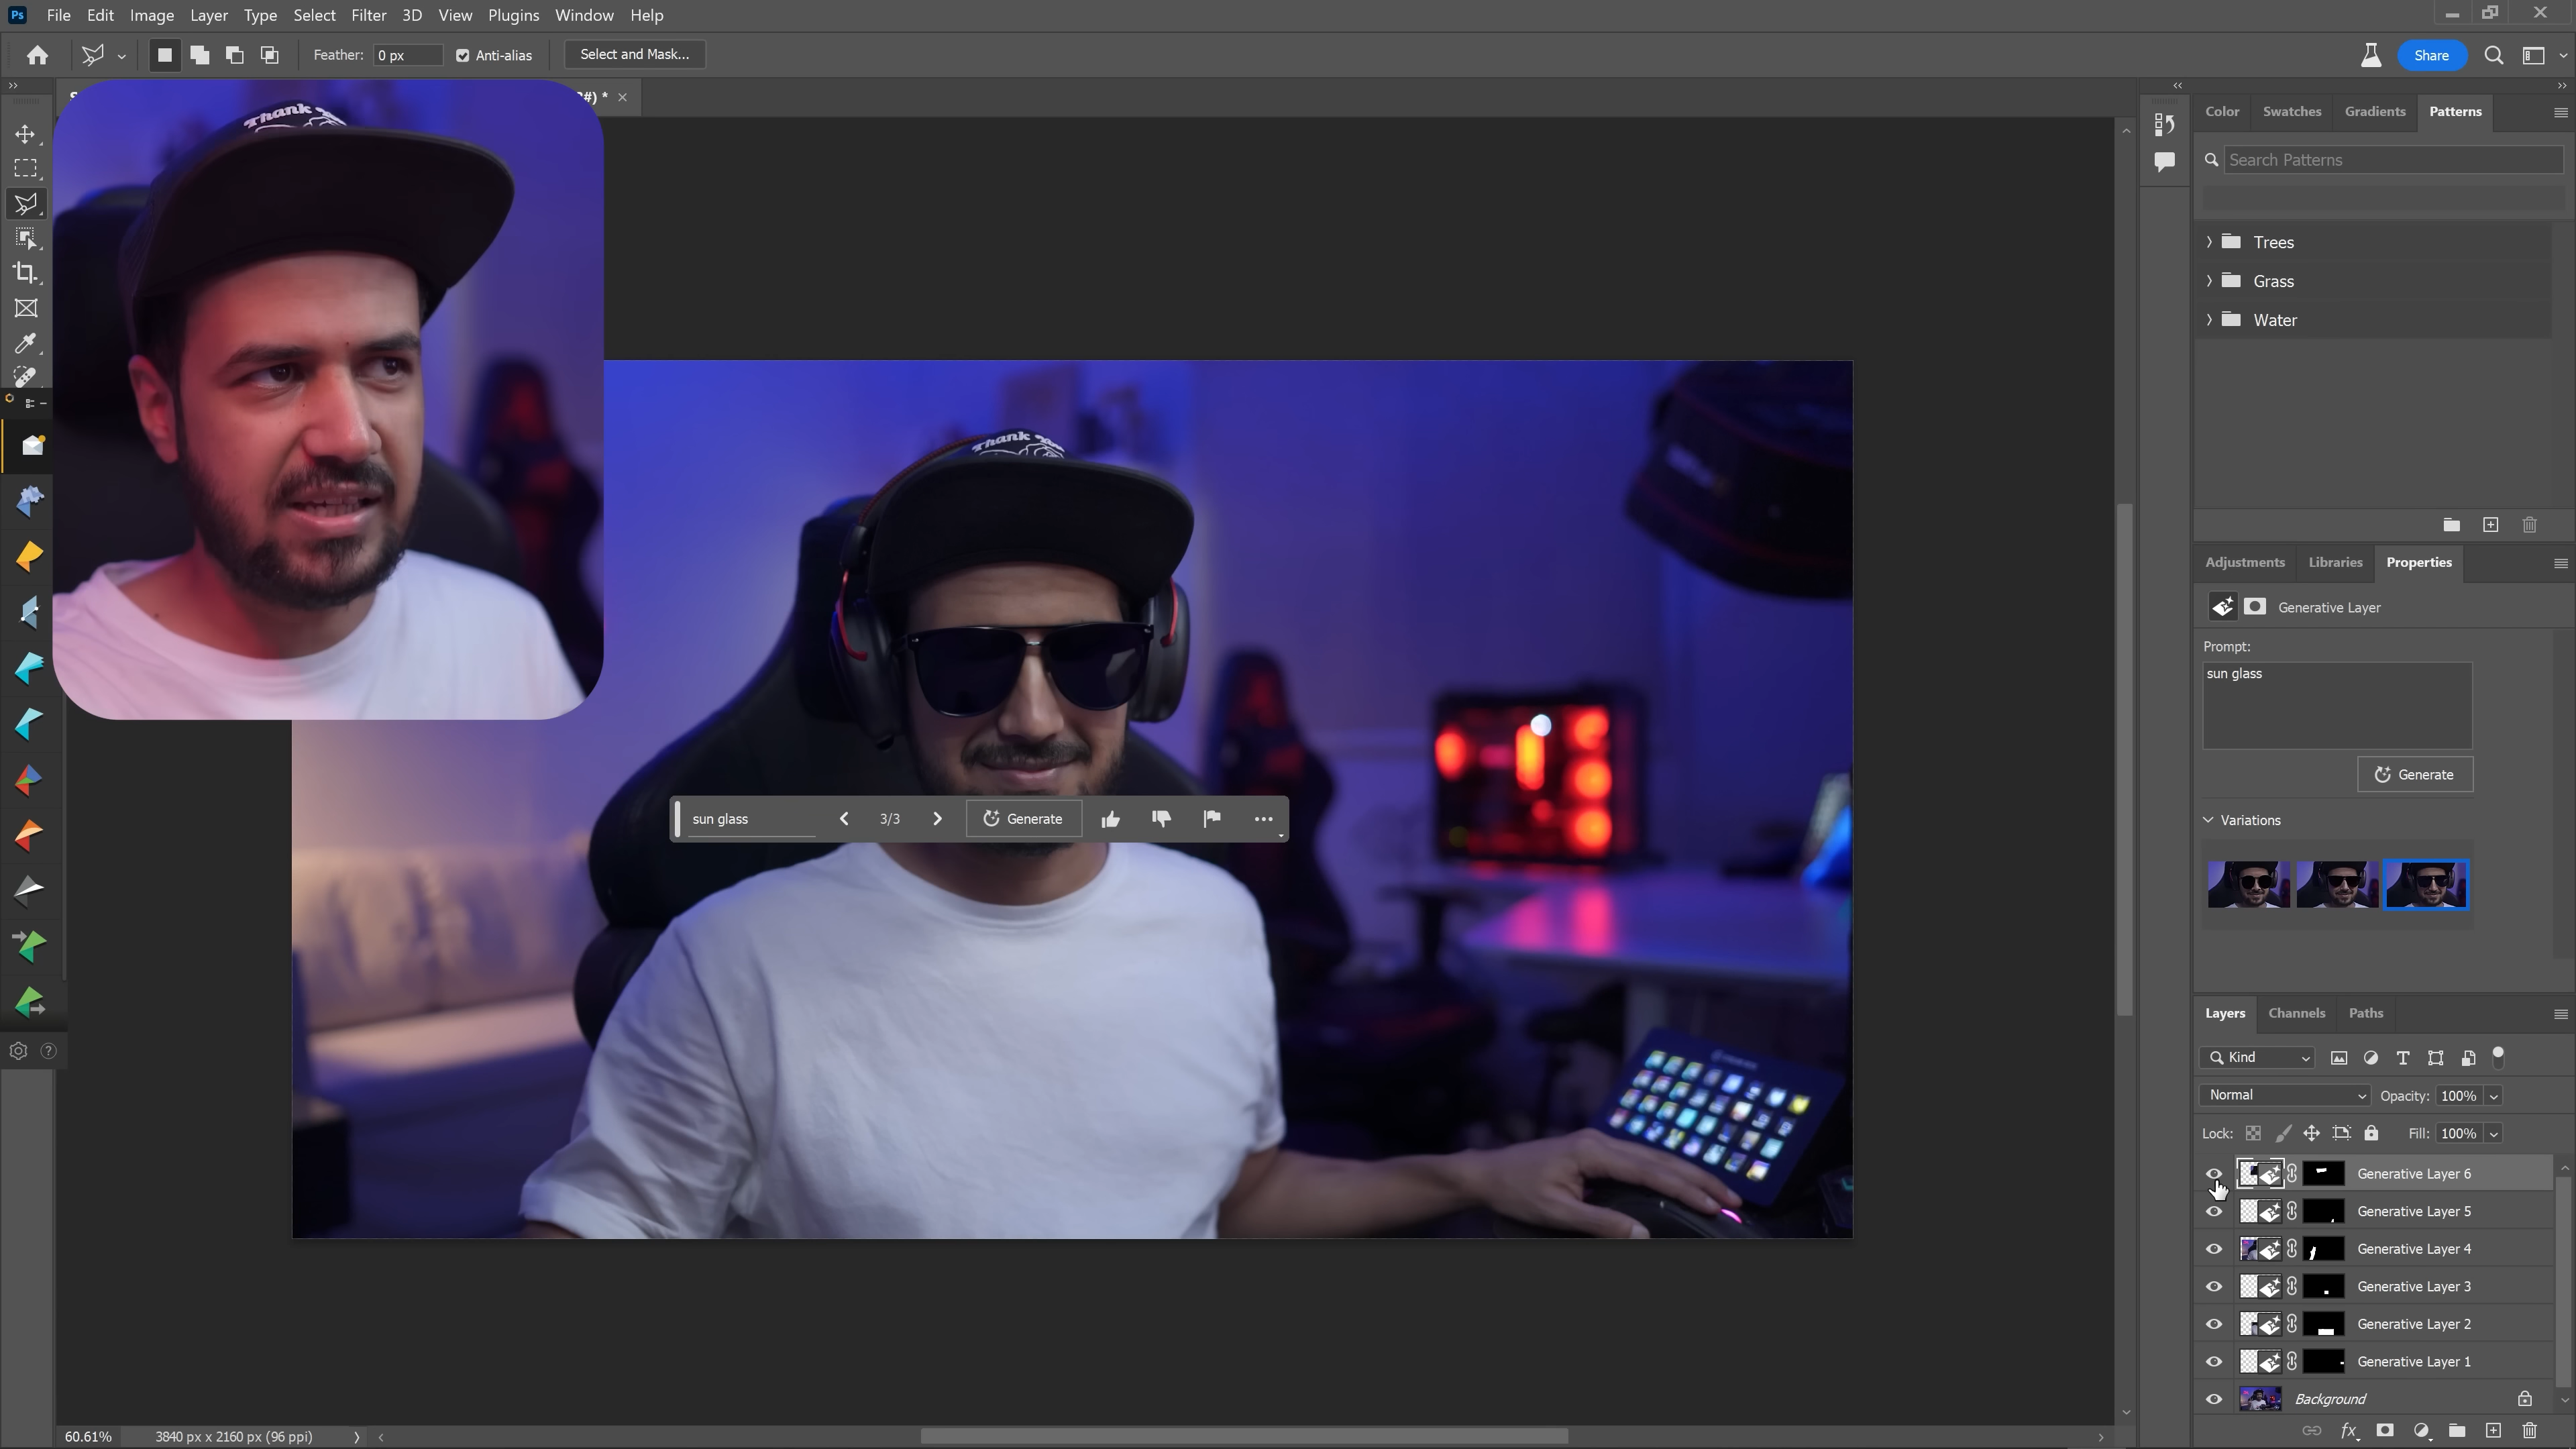 Ps File Edit Image Layer Type Select Filter 3D View Plugins Window Help
Feather: 0 px Anti-alias Select and Mask... Share
#) * ×
Thank
Color Swatches Gradients Patterns
Search Patterns
Trees
Grass
Water
Thank You
Adjustments Libraries Properties
Generative Layer
Prompt:
sun glass
Generate
Variations
sun glass 3/3 Generate
Layers Channels Paths
Kind
Normal Opacity: 100%
Lock: Fill: 100%
Generative Layer 6
Generative Layer 5
Generative Layer 4
Generative Layer 3
Generative Layer 2
Generative Layer 1
Background
fx
60.61% 3840 px x 2160 px (96 ppi)